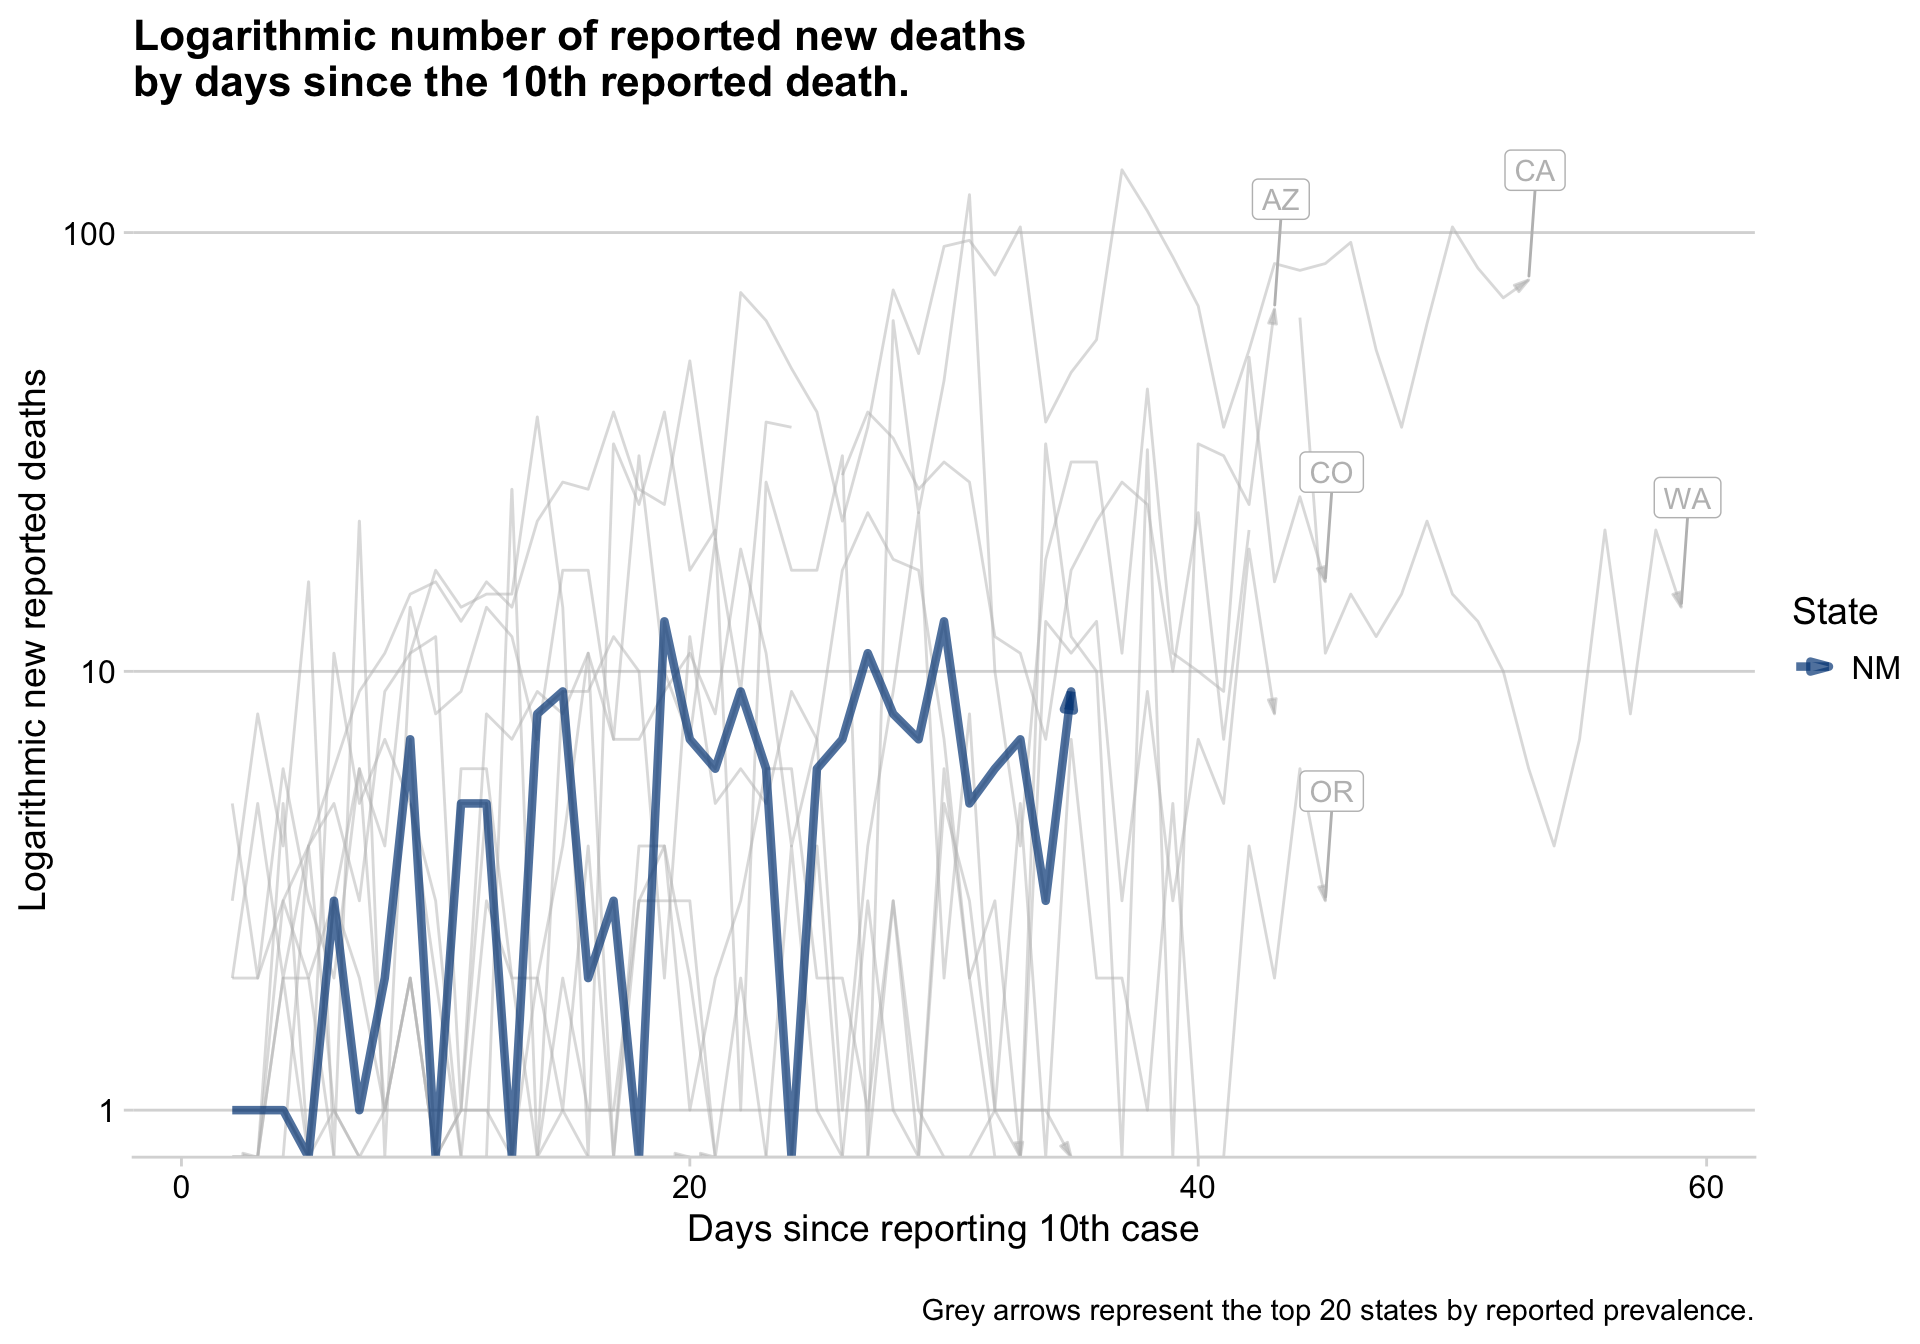 Logarithmic number of reported new deaths
by days since the 10th reported death.
CA
AZ
100
CO
WA
State
NM
10
OR
1
Logarithmic new reported deaths
0 20 40 60
Days since reporting 10th case
Grey arrows represent the top 20 states by reported prevalence.